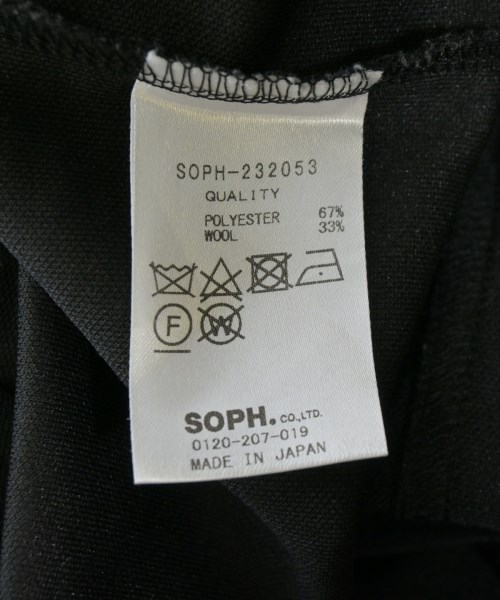 SOPH-232053
QUALITY
POLYESTER 67%
WOOL 33%
F W
SOPH. CO.,LTD.
0120-207-019
MADE IN JAPAN